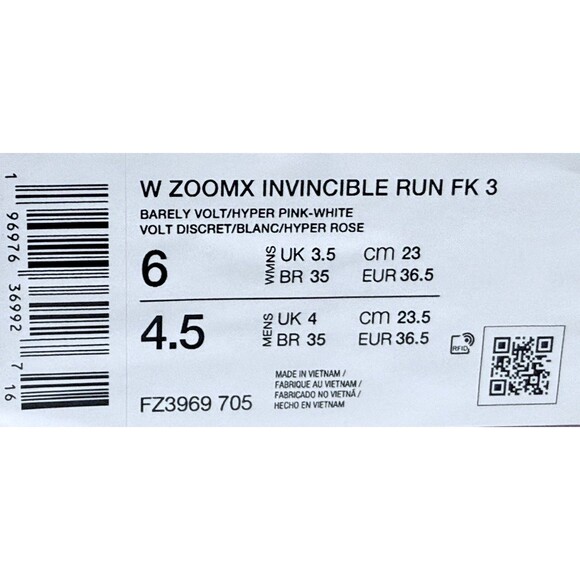 1 96976 36992 7 16
W ZOOMX INVINCIBLE RUN FK 3
BARELY VOLT/HYPER PINK-WHITE
VOLT DISCRET/BLANC/HYPER ROSE
6 WMNS UK 3.5 CM 23
BR 35 EUR 36.5
4.5 MENS UK 4 CM 23.5
BR 35 EUR 36.5
RFID
MADE IN VIETNAM /
FABRIQUE AU VIETNAM /
FABRICADO NO VIETNÃ /
HECHO EN VIETNAM
FZ3969 705